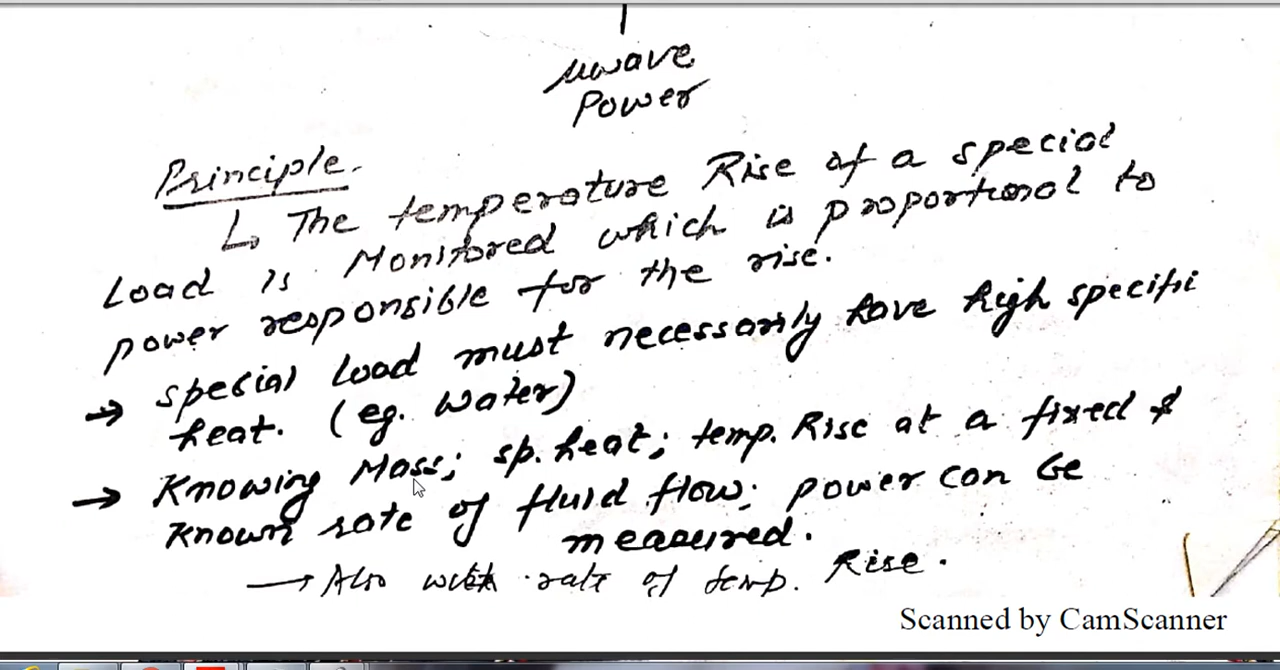 μwave
Power
Principle.
↳ The temperature Rise of a special
Load is Monitored which is proportional to
power responsible for the rise.
→ special load must necessarily have high specifi
heat. (eg. water)
→ Knowing Mass; sp. heat; temp. Rise at a fixed &
known rate of fluid flow; power can be
measured.
→ Also with rate of temp. Rise.
Scanned by CamScanner